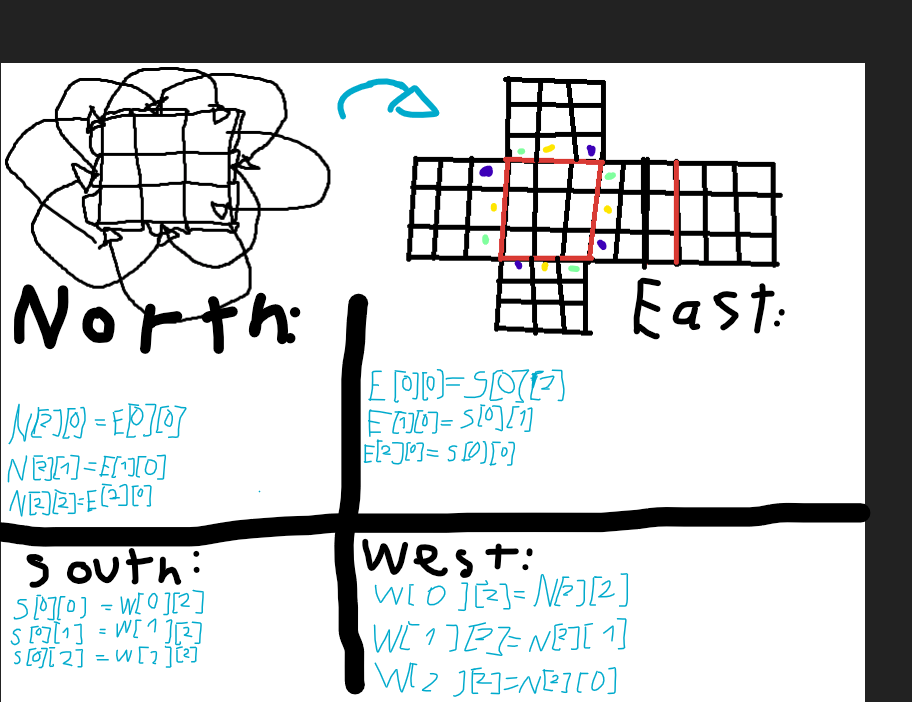 North:
East:
N[2][0] = E[0][0]
N[2][1] = E[1][0]
N[2][2] = E[2][0]
E[0][0] = S[0][2]
E[1][0] = S[0][1]
E[2][0] = S[0][0]
South:
S[0][0] = W[0][2]
S[0][1] = W[1][2]
S[0][2] = W[2][2]
West:
W[0][2] = N[2][2]
W[1][2] = N[2][1]
W[2][2] = N[2][0]